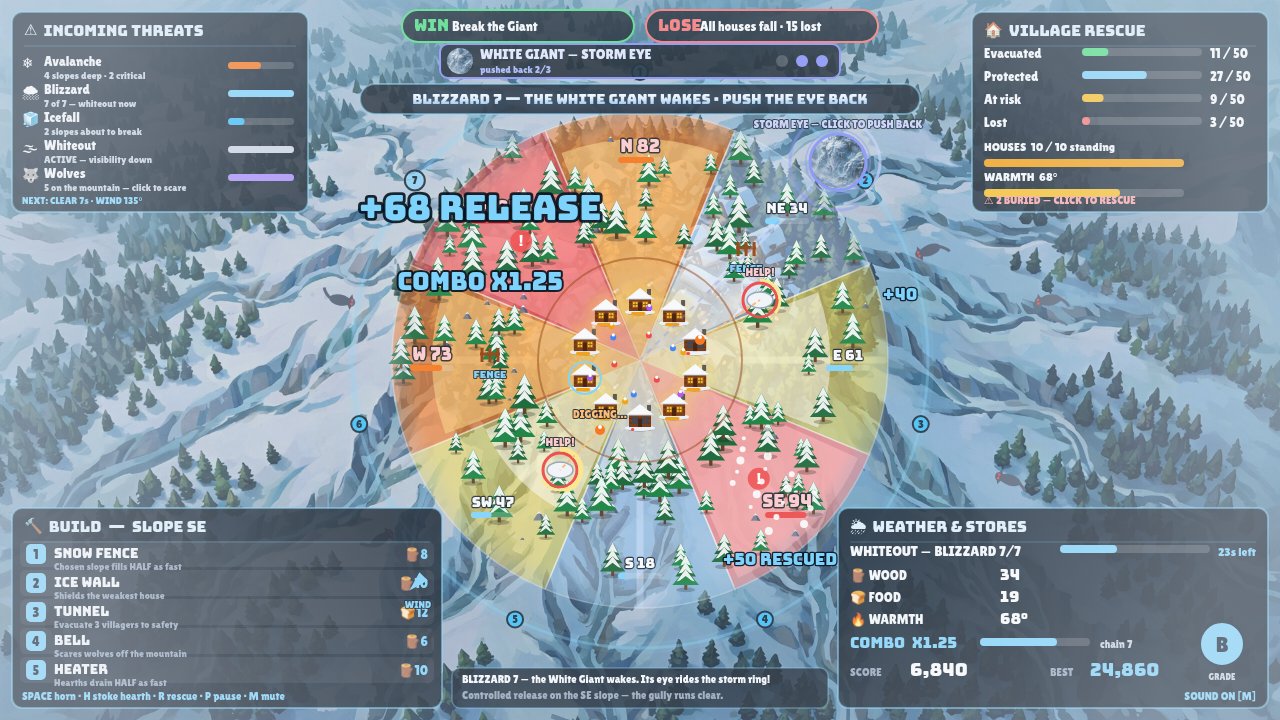 ⚠ INCOMING THREATS
Avalanche
4 slopes deep · 2 critical
Blizzard
7 of 7 — whiteout now
Icefall
2 slopes about to break
Whiteout
ACTIVE — visibility down
Wolves
5 on the mountain — click to scare
NEXT: CLEAR 7s · WIND 135°
WIN Break the Giant
LOSE All houses fall · 15 lost
WHITE GIANT — STORM EYE
pushed back 2/3
BLIZZARD 7 — THE WHITE GIANT WAKES · PUSH THE EYE BACK
VILLAGE RESCUE
Evacuated 11 / 50
Protected 27 / 50
At risk 9 / 50
Lost 3 / 50
HOUSES 10 / 10 standing
WARMTH 68°
⚠ 2 BURIED — CLICK TO RESCUE
STORM EYE — CLICK TO PUSH BACK
N 82
7
2
+68 RELEASE
NE 34
!
HELP!
COMBO X1.25
+40
W 73
E 61
FENCE
DIGGING...
6
3
HELP!
SW 47
SE 94
S 18
+50 RESCUED
5
4
BUILD — SLOPE SE
1 SNOW FENCE 8
Chosen slope fills HALF as fast
2 ICE WALL
Shields the weakest house
WIND
3 TUNNEL 12
Evacuate 3 villagers to safety
4 BELL 6
Scares wolves off the mountain
5 HEATER 10
Hearths drain HALF as fast
SPACE horn · H stoke hearth · R rescue · P pause · M mute
BLIZZARD 7 — the White Giant wakes. Its eye rides the storm ring!
Controlled release on the SE slope — the gully runs clear.
WEATHER & STORES
WHITEOUT — BLIZZARD 7/7 23s left
WOOD 34
FOOD 19
WARMTH 68°
COMBO X1.25 chain 7
SCORE 6,840 BEST 24,860
B
GRADE
SOUND ON [M]